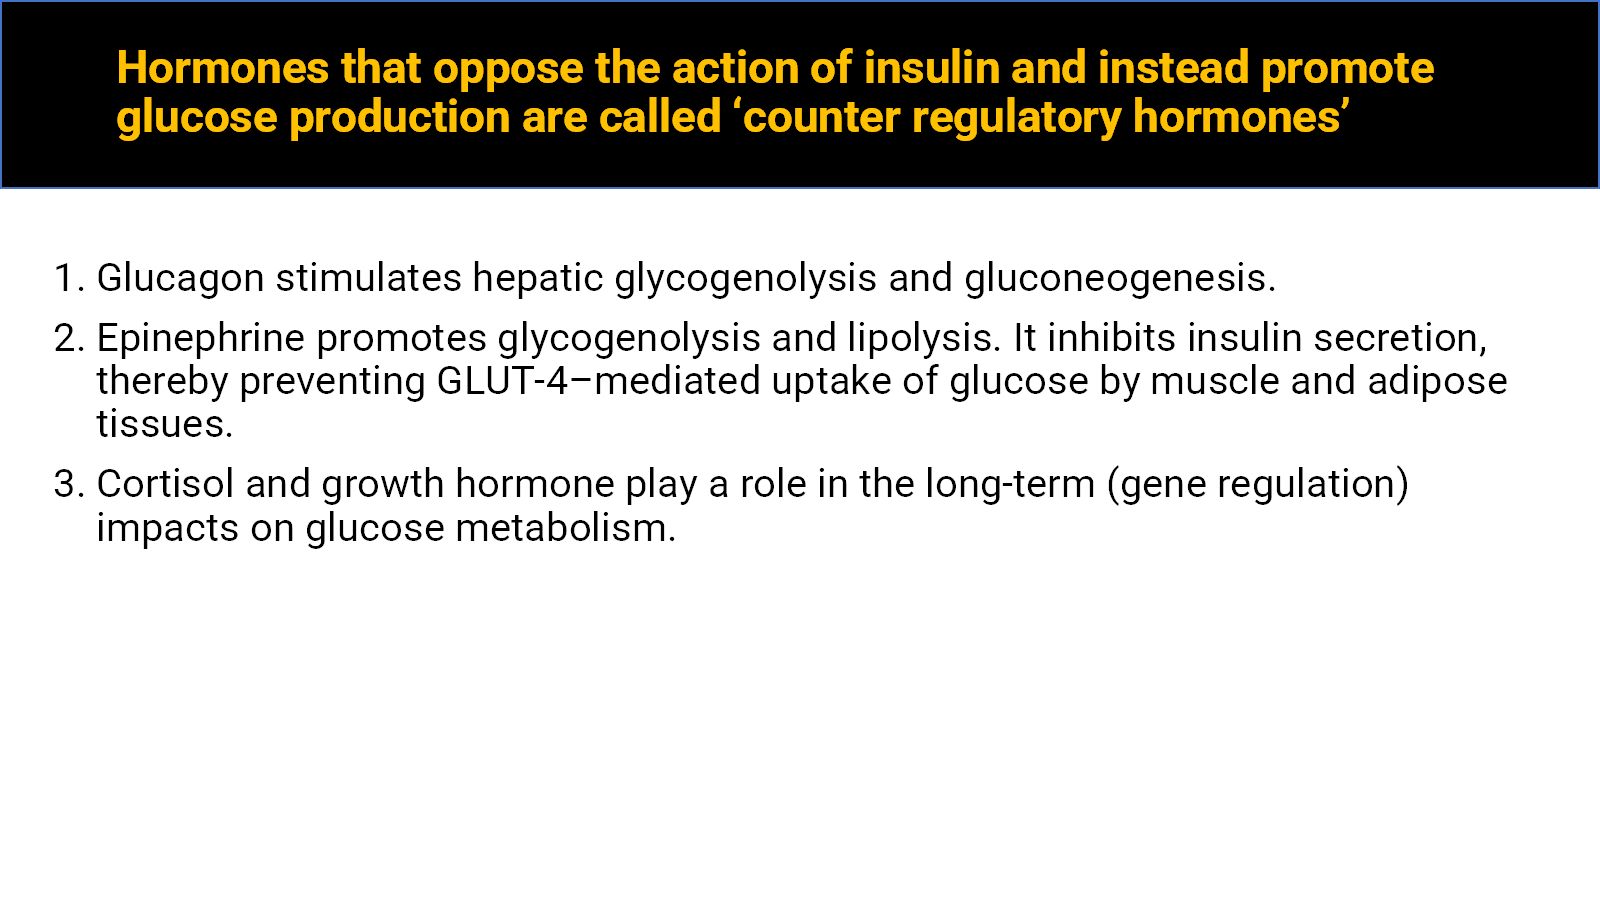 Hormones that oppose the action of insulin and instead promote
glucose production are called ‘counter regulatory hormones’
1. Glucagon stimulates hepatic glycogenolysis and gluconeogenesis.
2. Epinephrine promotes glycogenolysis and lipolysis. It inhibits insulin secretion,
thereby preventing GLUT-4–mediated uptake of glucose by muscle and adipose
tissues.
3. Cortisol and growth hormone play a role in the long-term (gene regulation)
impacts on glucose metabolism.